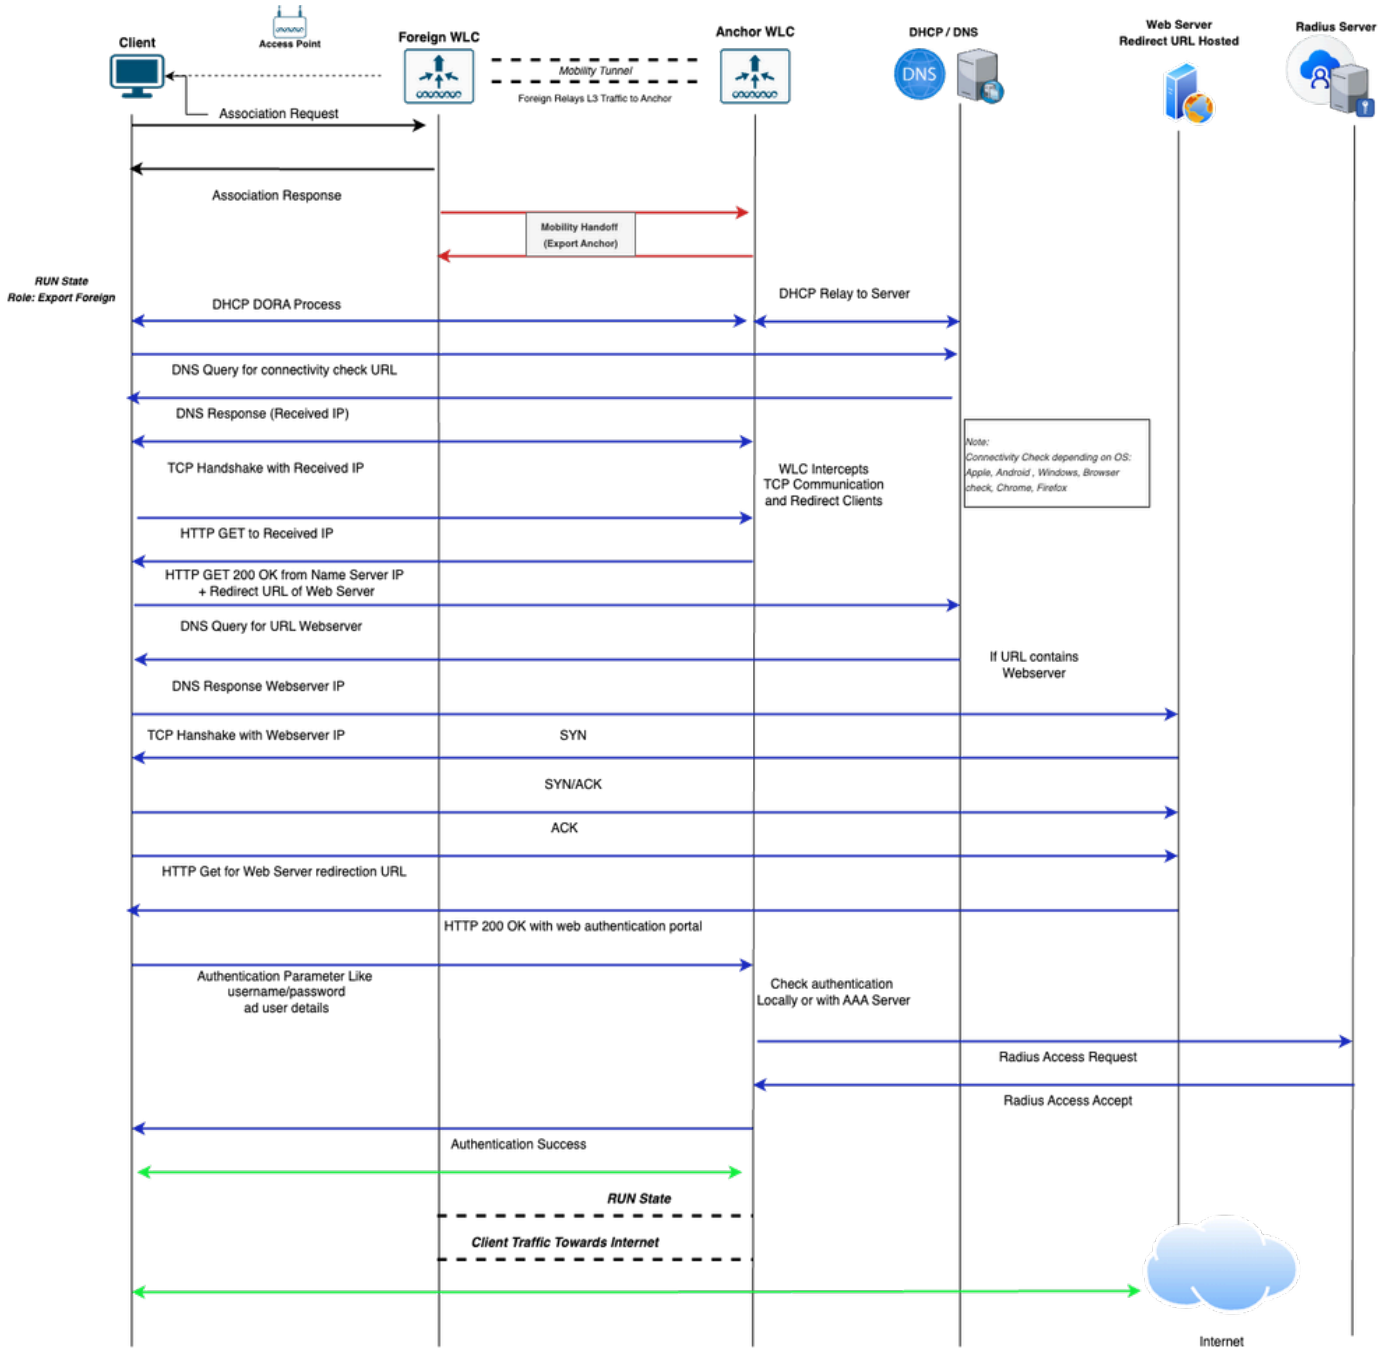 Client
Access Point
Foreign WLC
Mobility Tunnel
Foreign Relays L3 Traffic to Anchor
Anchor WLC
DHCP / DNS
DNS
Web Server
Redirect URL Hosted
Radius Server
Association Request
Association Response
Mobility Handoff
(Export Anchor)
RUN State
Role: Export Foreign
DHCP DORA Process
DHCP Relay to Server
DNS Query for connectivity check URL
DNS Response (Received IP)
Note:
Connectivity Check depending on OS:
Apple, Android , Windows, Browser
check, Chrome, Firefox
TCP Handshake with Received IP
WLC Intercepts
TCP Communication
and Redirect Clients
HTTP GET to Received IP
HTTP GET 200 OK from Name Server IP
+ Redirect URL of Web Server
DNS Query for URL Webserver
If URL contains
Webserver
DNS Response Webserver IP
TCP Hanshake with Webserver IP
SYN
SYN/ACK
ACK
HTTP Get for Web Server redirection URL
HTTP 200 OK with web authentication portal
Authentication Parameter Like
username/password
ad user details
Check authentication
Locally or with AAA Server
Radius Access Request
Radius Access Accept
Authentication Success
RUN State
Client Traffic Towards Internet
Internet